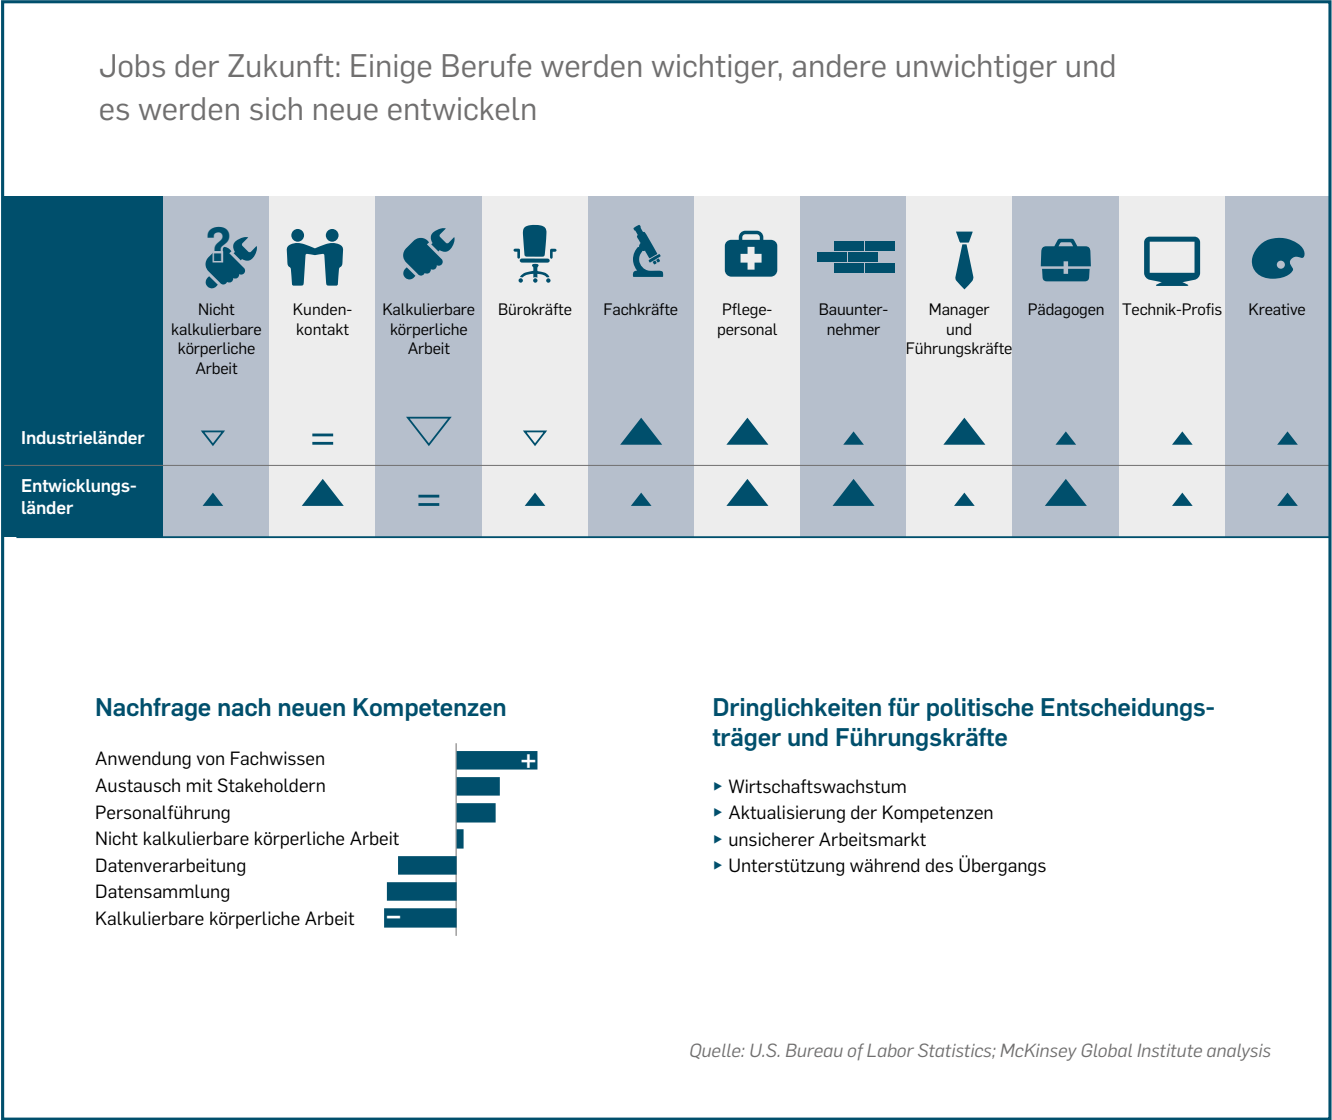 Jobs der Zukunft: Einige Berufe werden wichtiger, andere unwichtiger und
es werden sich neue entwickeln
Nicht
kalkulierbare
körperliche
Arbeit
Kunden-
kontakt
Kalkulierbare
körperliche
Arbeit
Bürokräfte
Fachkräfte
Pflege-
personal
Bauunter-
nehmer
Manager
und
Führungskräfte
Pädagogen
Technik-Profis
Kreative
Industrieländer
Entwicklungs-
länder
Nachfrage nach neuen Kompetenzen
Anwendung von Fachwissen
Austausch mit Stakeholdern
Personalführung
Nicht kalkulierbare körperliche Arbeit
Datenverarbeitung
Datensammlung
Kalkulierbare körperliche Arbeit
Dringlichkeiten für politische Entscheidungs-
träger und Führungskräfte
Wirtschaftswachstum
Aktualisierung der Kompetenzen
unsicherer Arbeitsmarkt
Unterstützung während des Übergangs
Quelle: U.S. Bureau of Labor Statistics; McKinsey Global Institute analysis